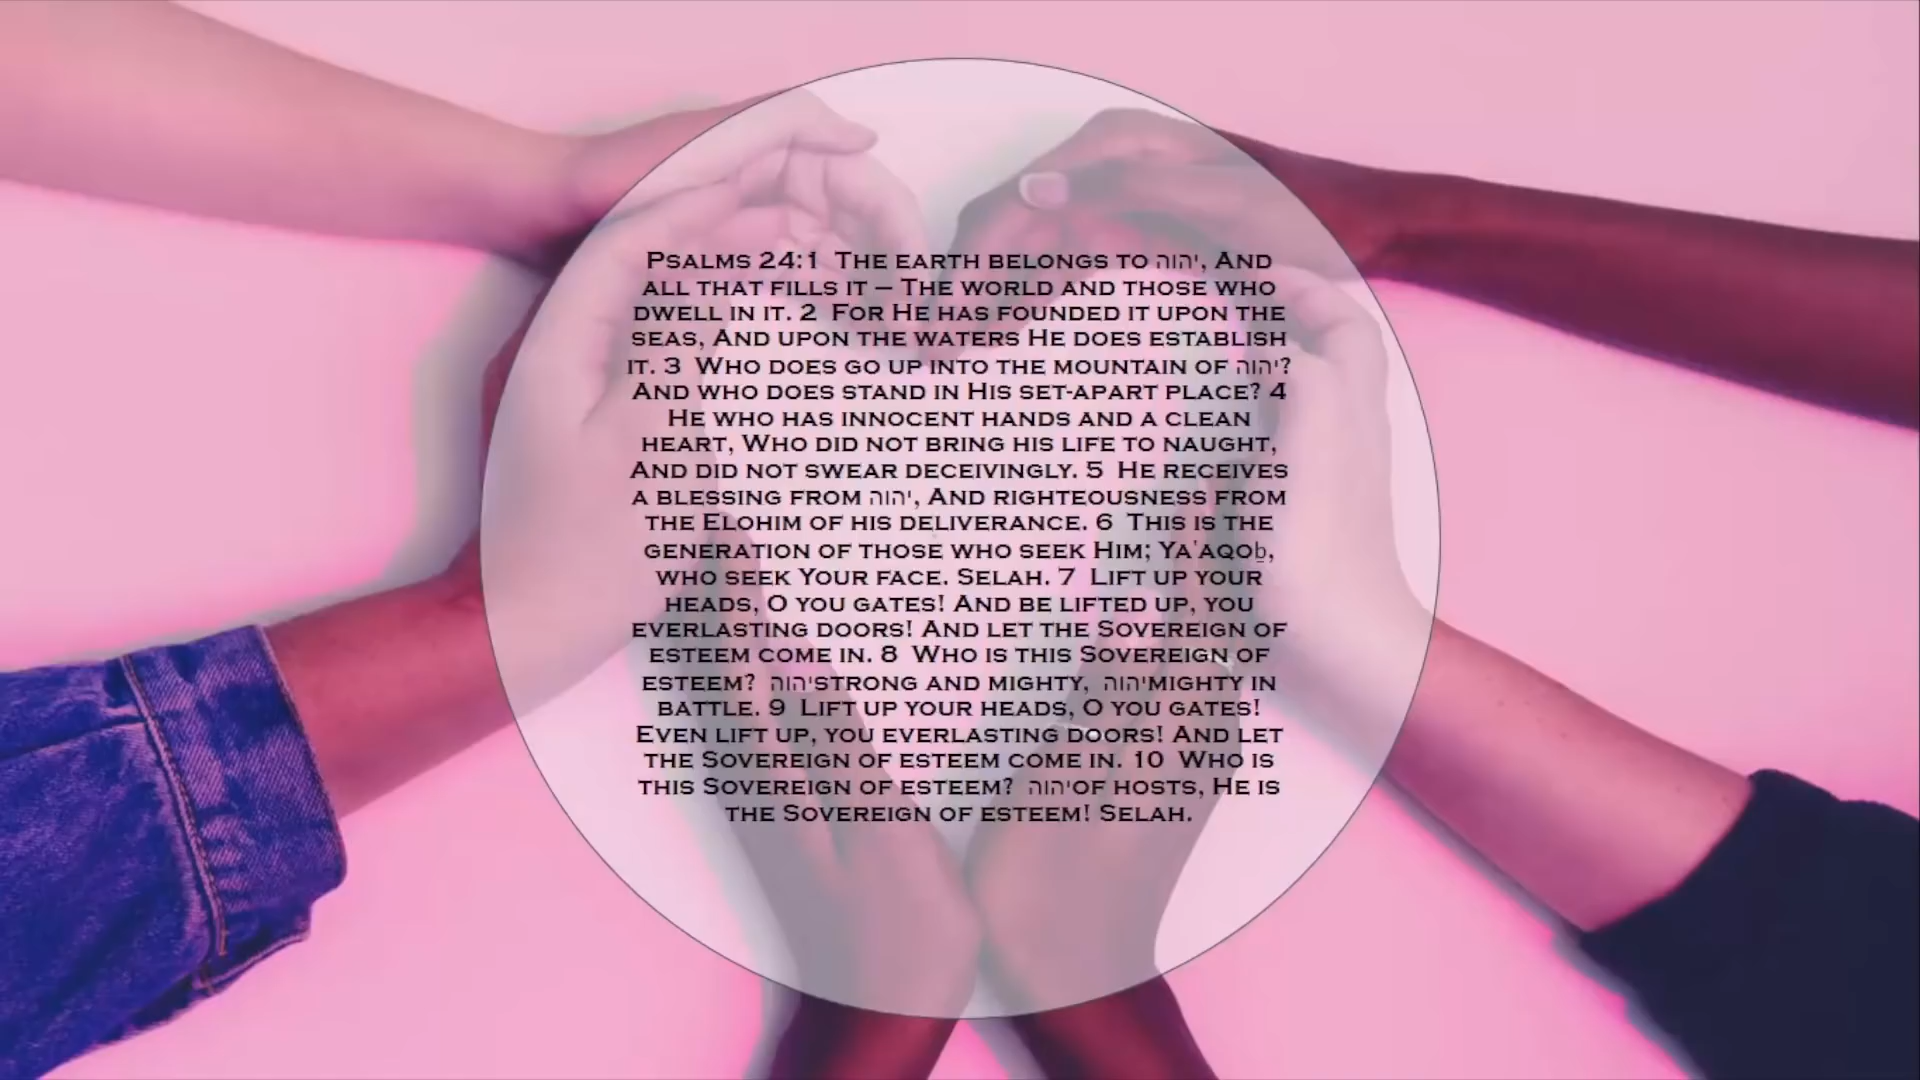 Psalms 24:1 The earth belongs to יהוה, And
all that fills it – The world and those who
dwell in it. 2 For He has founded it upon the
seas, And upon the waters He does establish
it. 3 Who does go up into the mountain of יהוה?
And who does stand in His set-apart place? 4
He who has innocent hands and a clean
heart, Who did not bring his life to naught,
And did not swear deceivingly. 5 He receives
a blessing from יהוה, And righteousness from
the Elohim of his deliverance. 6 This is the
generation of those who seek Him; Ya'aqoḇ,
who seek Your face. Selah. 7 Lift up your
heads, O you gates! And be lifted up, you
everlasting doors! And let the Sovereign of
esteem come in. 8 Who is this Sovereign of
esteem? יהוהstrong and mighty, יהוהmighty in
battle. 9 Lift up your heads, O you gates!
Even lift up, you everlasting doors! And let
the Sovereign of esteem come in. 10 Who is
this Sovereign of esteem? יהוהof hosts, He is
the Sovereign of esteem! Selah.